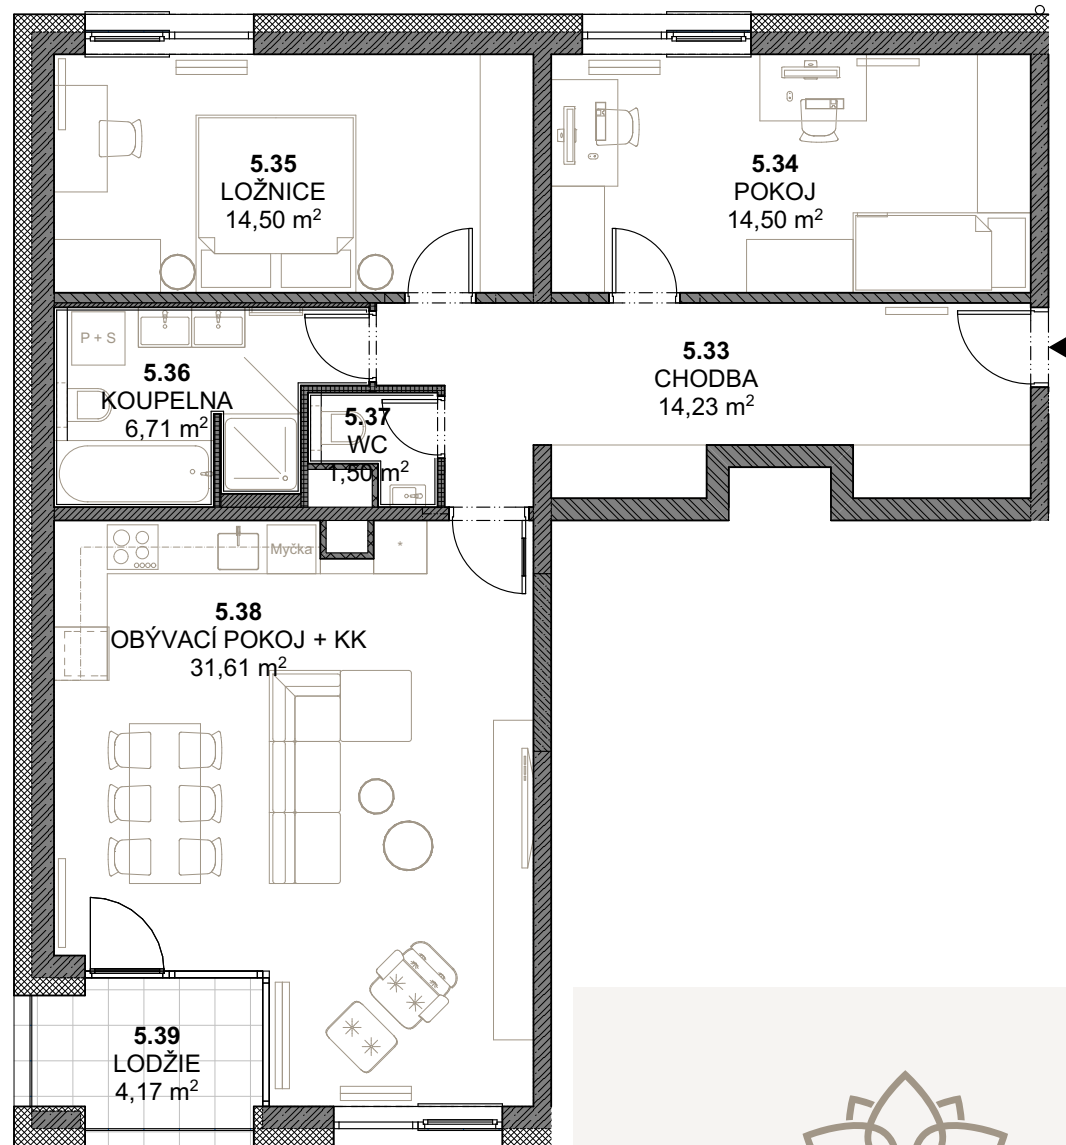 5.35
LOŽNICE
14,50 m²
5.34
POKOJ
14,50 m²
P + S
5.36
KOUPELNA
6,71 m²
5.37
WC
1,50 m²
5.33
CHODBA
14,23 m²
Myčka
*
5.38
OBÝVACÍ POKOJ + KK
31,61 m²
5.39
LODŽIE
4,17 m²